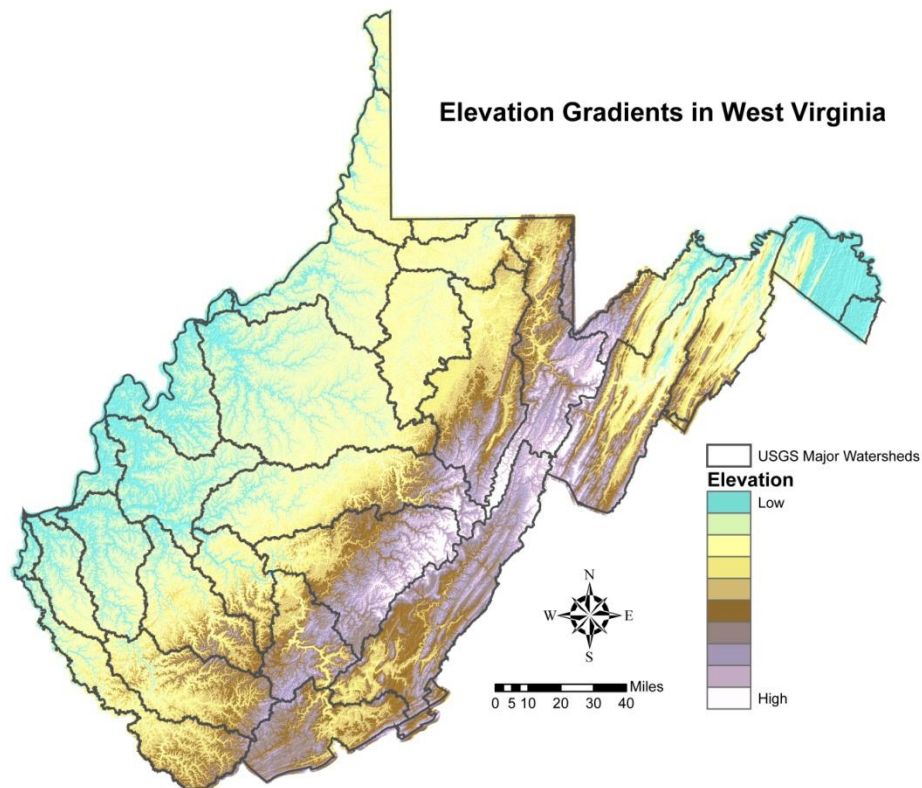 Elevation Gradients in West Virginia
USGS Major Watersheds
Elevation
Low
High
N
W E
S
Miles
0 5 10 20 30 40